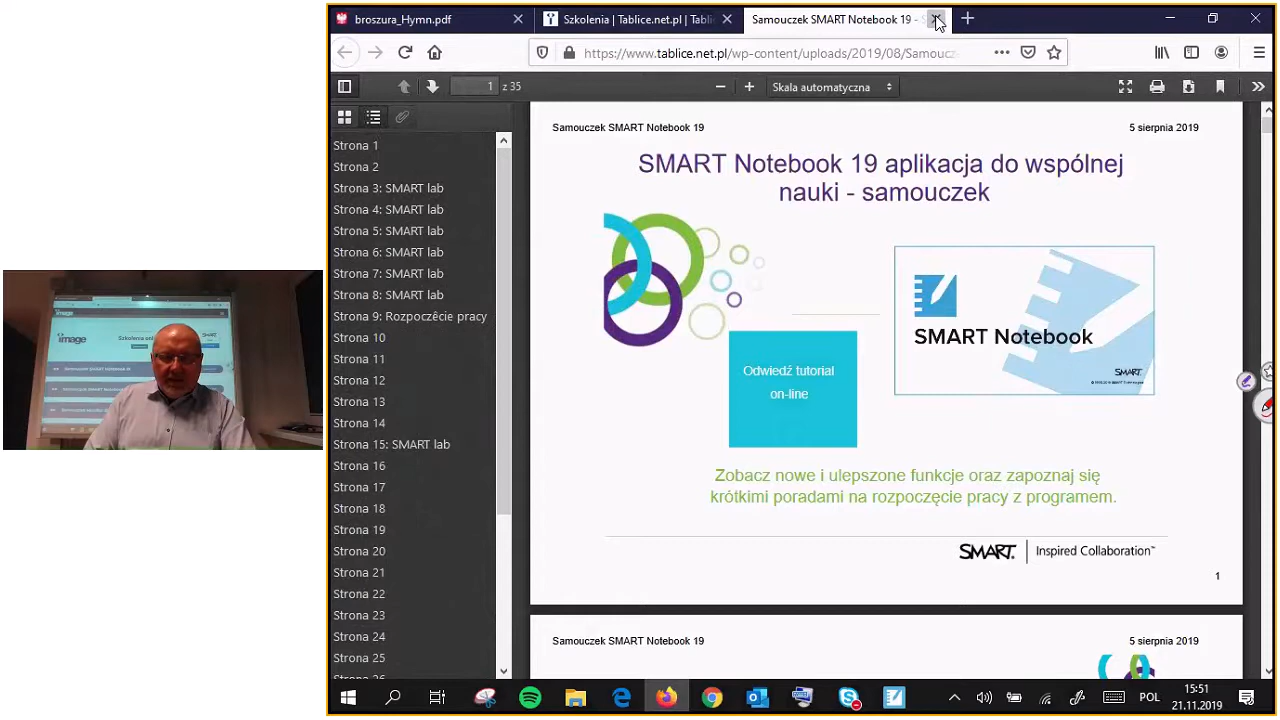 broszura_Hymn.pdf
Szkolenia | Tablice.net.pl | Tabli
Samouczek SMART Notebook 19 -
https://www.tablice.net.pl/wp-content/uploads/2019/08/Samoucz
1 z 35
Skala automatyczna
Strona 1
Strona 2
Strona 3: SMART lab
Strona 4: SMART lab
Strona 5: SMART lab
Strona 6: SMART lab
Strona 7: SMART lab
Strona 8: SMART lab
Strona 9: Rozpoczêcie pracy
Strona 10
Strona 11
Strona 12
Strona 13
Strona 14
Strona 15: SMART lab
Strona 16
Strona 17
Strona 18
Strona 19
Strona 20
Strona 21
Strona 22
Strona 23
Strona 24
Strona 25
Samouczek SMART Notebook 19
5 sierpnia 2019
SMART Notebook 19 aplikacja do wspólnej
nauki - samouczek
SMART Notebook
SMART
Odwiedź tutorial
on-line
Zobacz nowe i ulepszone funkcje oraz zapoznaj się
krótkimi poradami na rozpoczęcie pracy z programem.
SMART. Inspired Collaboration™
1
Samouczek SMART Notebook 19
5 sierpnia 2019
image
Szkolenia onl
POL
15:51
21.11.2019